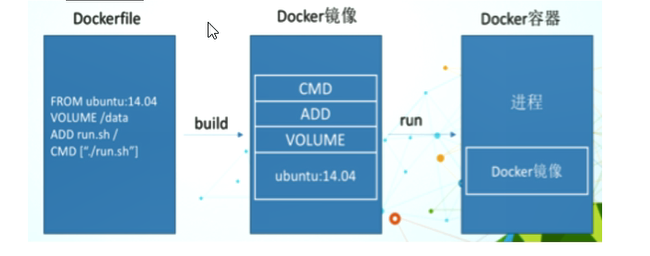 Dockerfile
FROM ubuntu:14.04
VOLUME /data
ADD run.sh /
CMD [“./run.sh”]
build
Docker镜像
CMD
ADD
VOLUME
ubuntu:14.04
run
Docker容器
进程
Docker镜像